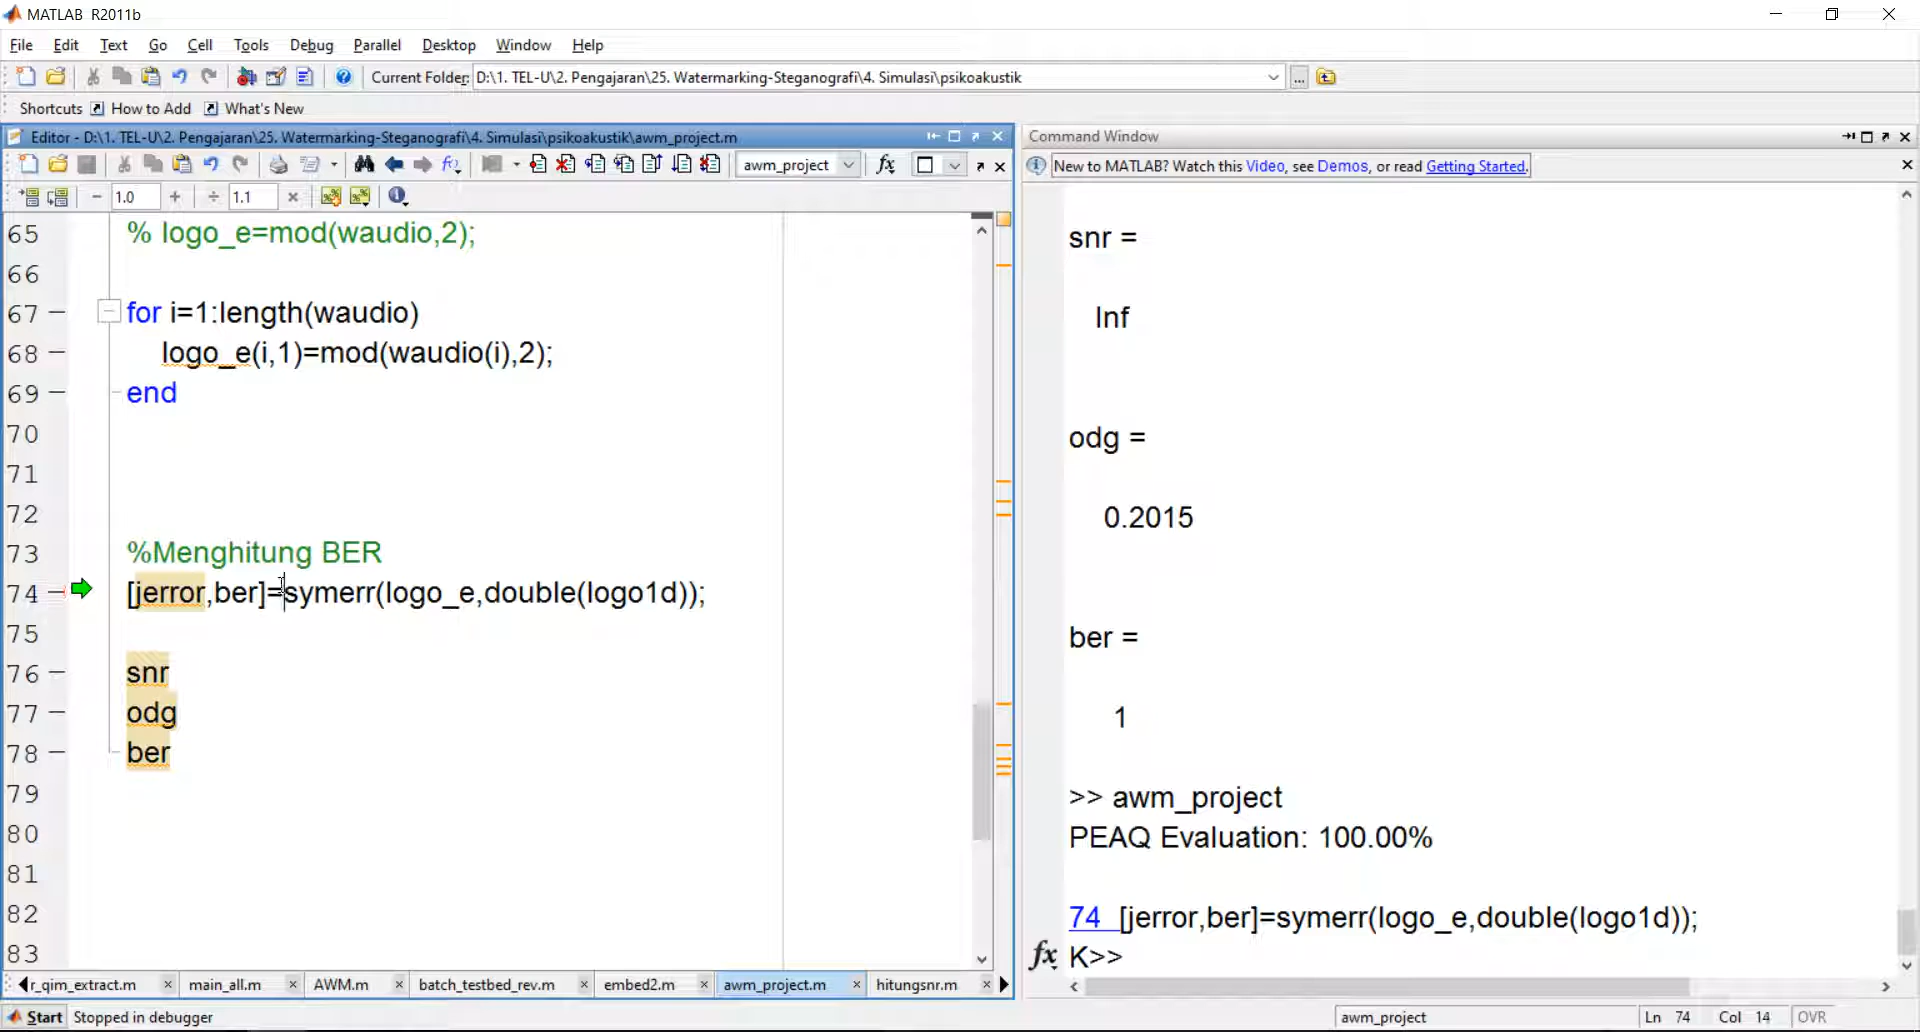 MATLAB R2011b
File Edit Text Go Cell Tools Debug Parallel Desktop Window Help
Current Folder: D:\1. TEL-U\2. Pengajaran\25. Watermarking-Steganografi\4. Simulasi\psikoakustik
Shortcuts How to Add What's New
Editor - D:\1. TEL-U\2. Pengajaran\25. Watermarking-Steganografi\4. Simulasi\psikoakustik\awm_project.m
awm_project fx
1.0 1.1
65 % logo_e=mod(waudio,2);
66
67 for i=1:length(waudio)
68 logo_e(i,1)=mod(waudio(i),2);
69 end
70
71
72
73 %Menghitung BER
74 [jerror,ber]=symerr(logo_e,double(logo1d));
75
76 snr
77 odg
78 ber
79
80
81
82
83
r_qim_extract.m main_all.m AWM.m batch_testbed_rev.m embed2.m awm_project.m hitungsnr.m
Command Window
New to MATLAB? Watch this Video, see Demos, or read Getting Started.
snr =
Inf
odg =
0.2015
ber =
1
>> awm_project
PEAQ Evaluation: 100.00%
74 [jerror,ber]=symerr(logo_e,double(logo1d));
fx K>>
Start Stopped in debugger awm_project Ln 74 Col 14 OVR